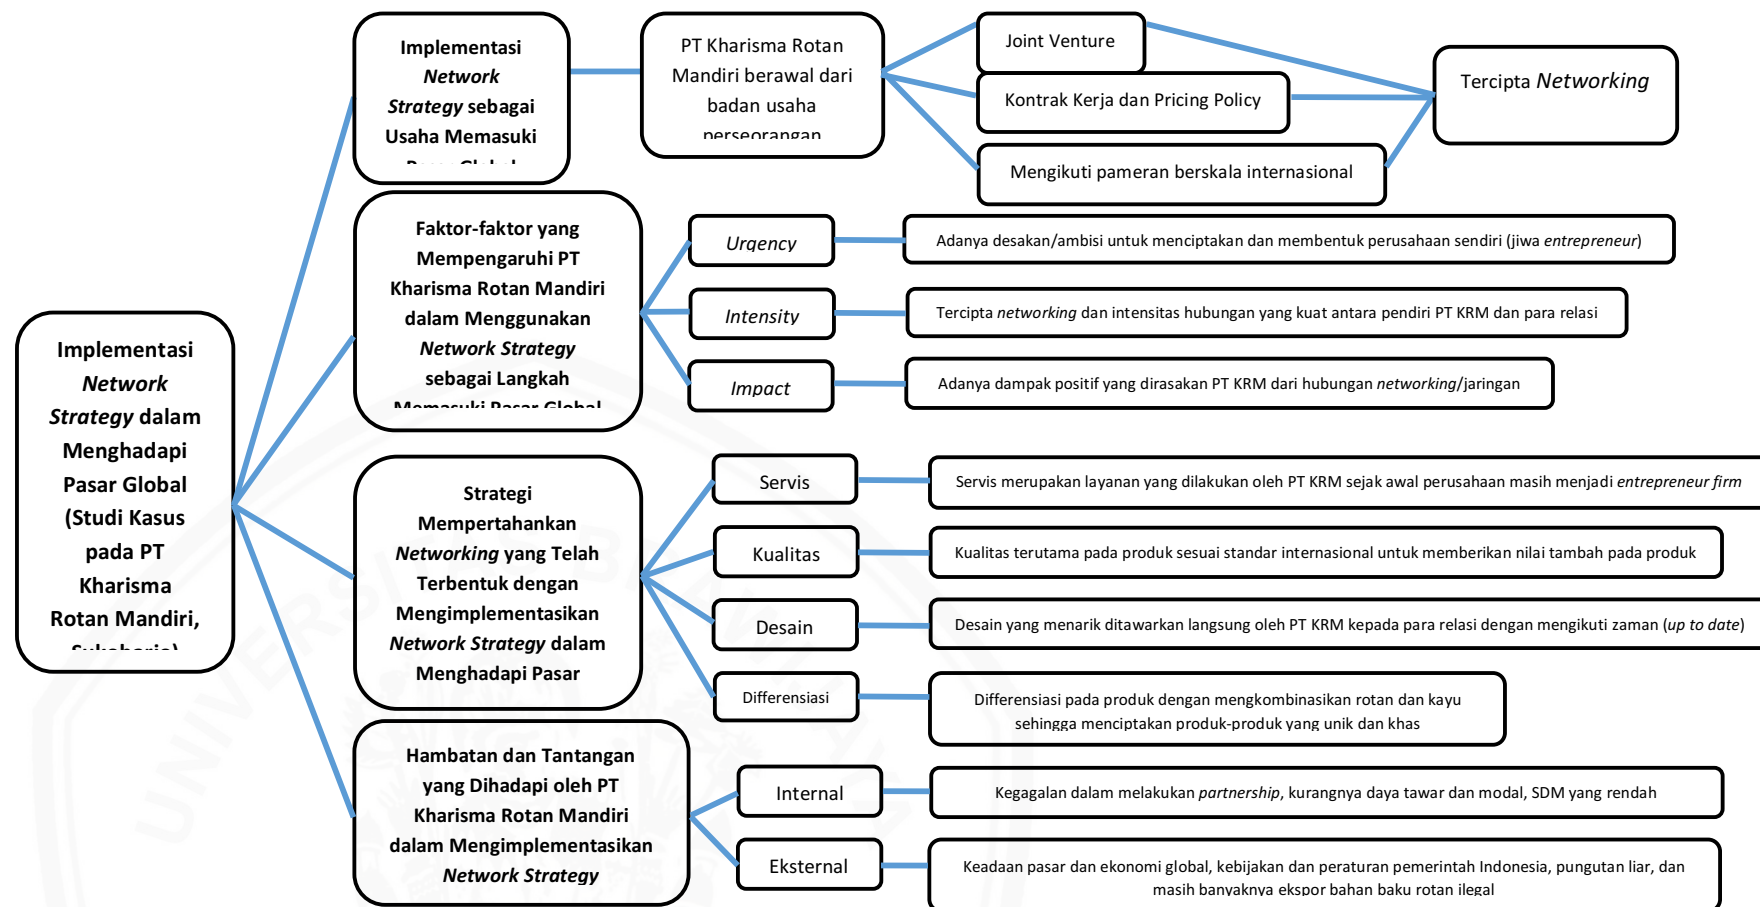 Implementasi
Network
Strategy dalam
Menghadapi
Pasar Global
(Studi Kasus
pada PT
Kharisma
Rotan Mandiri,
Implementasi
Network
Strategy sebagai
Usaha Memasuki
PT Kharisma Rotan
Mandiri berawal dari
badan usaha
perseorangan
Joint Venture
Kontrak Kerja dan Pricing Policy
Mengikuti pameran berskala internasional
Tercipta Networking
Faktor-faktor yang
Mempengaruhi PT
Kharisma Rotan Mandiri
dalam Menggunakan
Network Strategy
sebagai Langkah
Memasuki Pasar Global
Urgency
Adanya desakan/ambisi untuk menciptakan dan membentuk perusahaan sendiri (jiwa entrepreneur)
Intensity
Tercipta networking dan intensitas hubungan yang kuat antara pendiri PT KRM dan para relasi
Impact
Adanya dampak positif yang dirasakan PT KRM dari hubungan networking/jaringan
Strategi
Mempertahankan
Networking yang Telah
Terbentuk dengan
Mengimplementasikan
Network Strategy dalam
Menghadapi Pasar
Servis
Servis merupakan layanan yang dilakukan oleh PT KRM sejak awal perusahaan masih menjadi entrepreneur firm
Kualitas
Kualitas terutama pada produk sesuai standar internasional untuk memberikan nilai tambah pada produk
Desain
Desain yang menarik ditawarkan langsung oleh PT KRM kepada para relasi dengan mengikuti zaman (up to date)
Differensiasi
Differensiasi pada produk dengan mengkombinasikan rotan dan kayu
sehingga menciptakan produk-produk yang unik dan khas
Hambatan dan Tantangan
yang Dihadapi oleh PT
Kharisma Rotan Mandiri
dalam Mengimplementasikan
Network Strategy
Internal
Kegagalan dalam melakukan partnership, kurangnya daya tawar dan modal, SDM yang rendah
Eksternal
Keadaan pasar dan ekonomi global, kebijakan dan peraturan pemerintah Indonesia, pungutan liar, dan
masih banyaknya ekspor bahan baku rotan ilegal